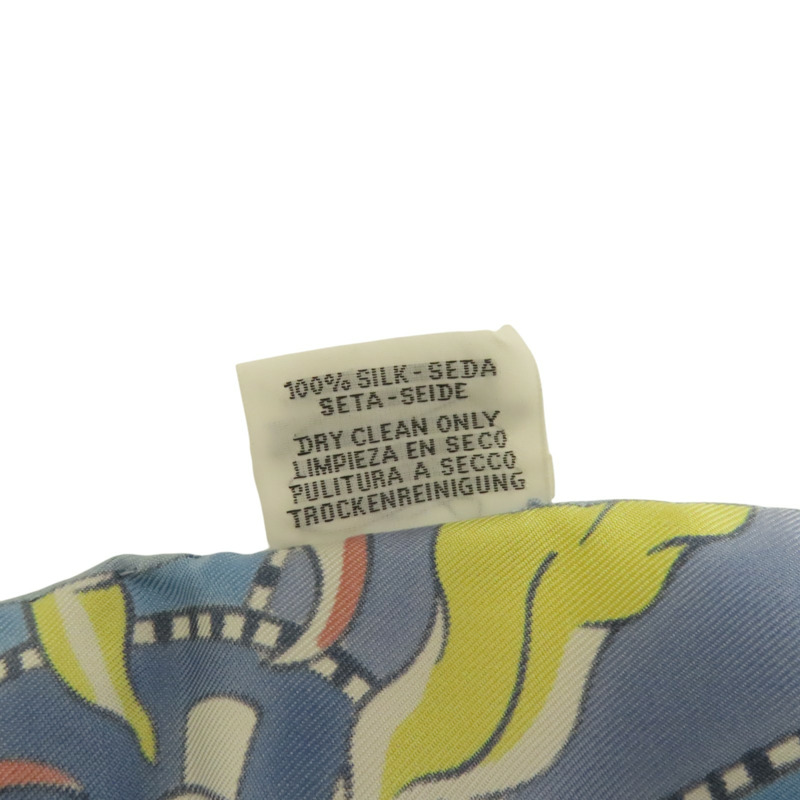 100% SILK - SEDA
SETA - SEIDE
DRY CLEAN ONLY
LIMPIEZA EN SECO
PULITURA A SECCO
TROCKENREINIGUNG